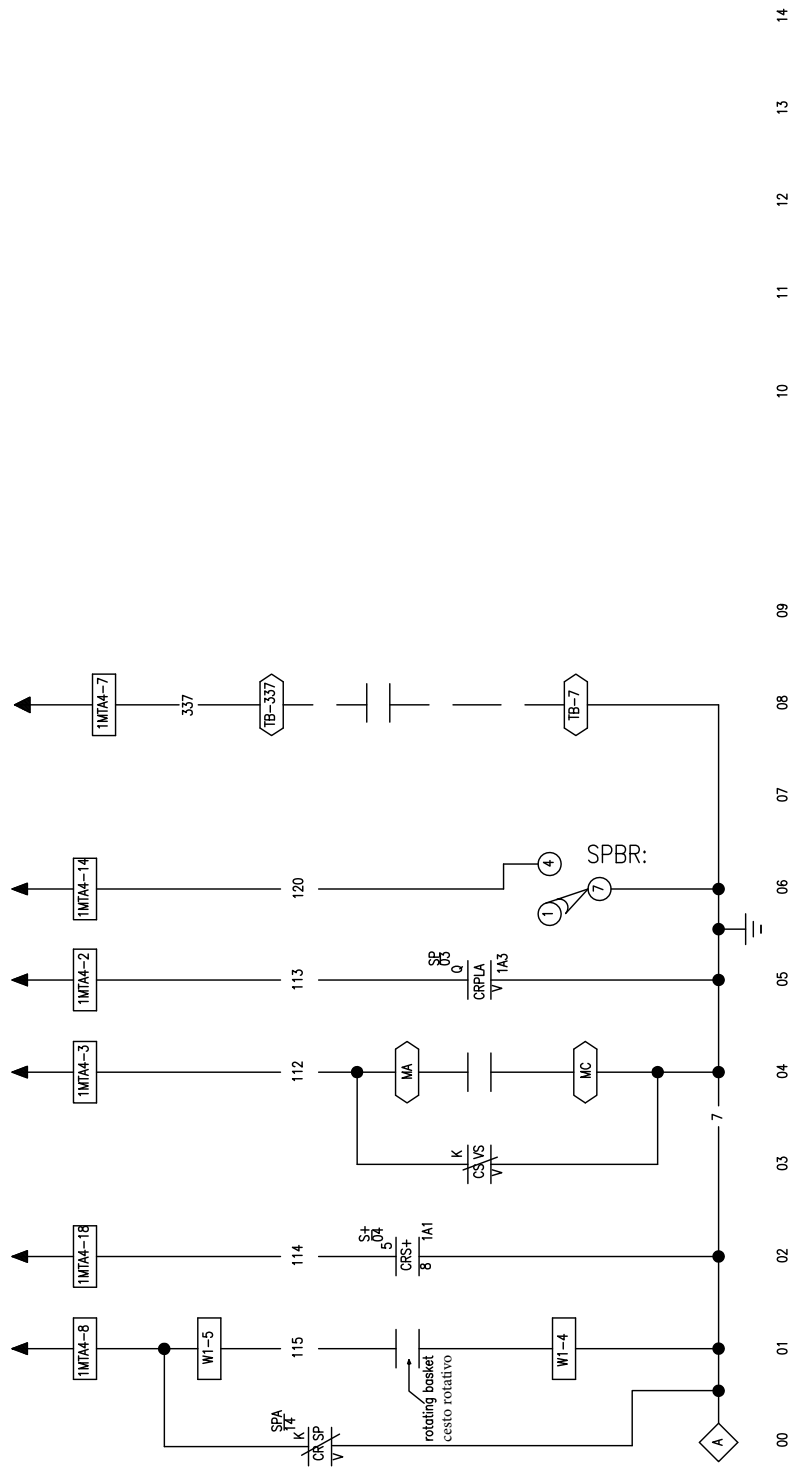 14
13
12
11
10
09
08
07
06
05
04
03
02
01
00
1MTA4-7
337
TB-337
TB-7
1MTA4-14
120
4
1
7
SPBR:
1MTA4-2
113
SP
03
Q
CRPLA
V
1A3
1MTA4-3
112
MA
MC
K
CS VS
V
7
1MTA4-18
114
S+
04
5
CRS+
8
1A1
1MTA4-8
W1-5
115
rotating basket
cesto rotativo
W1-4
SPA
14
K
CR SP
V
A